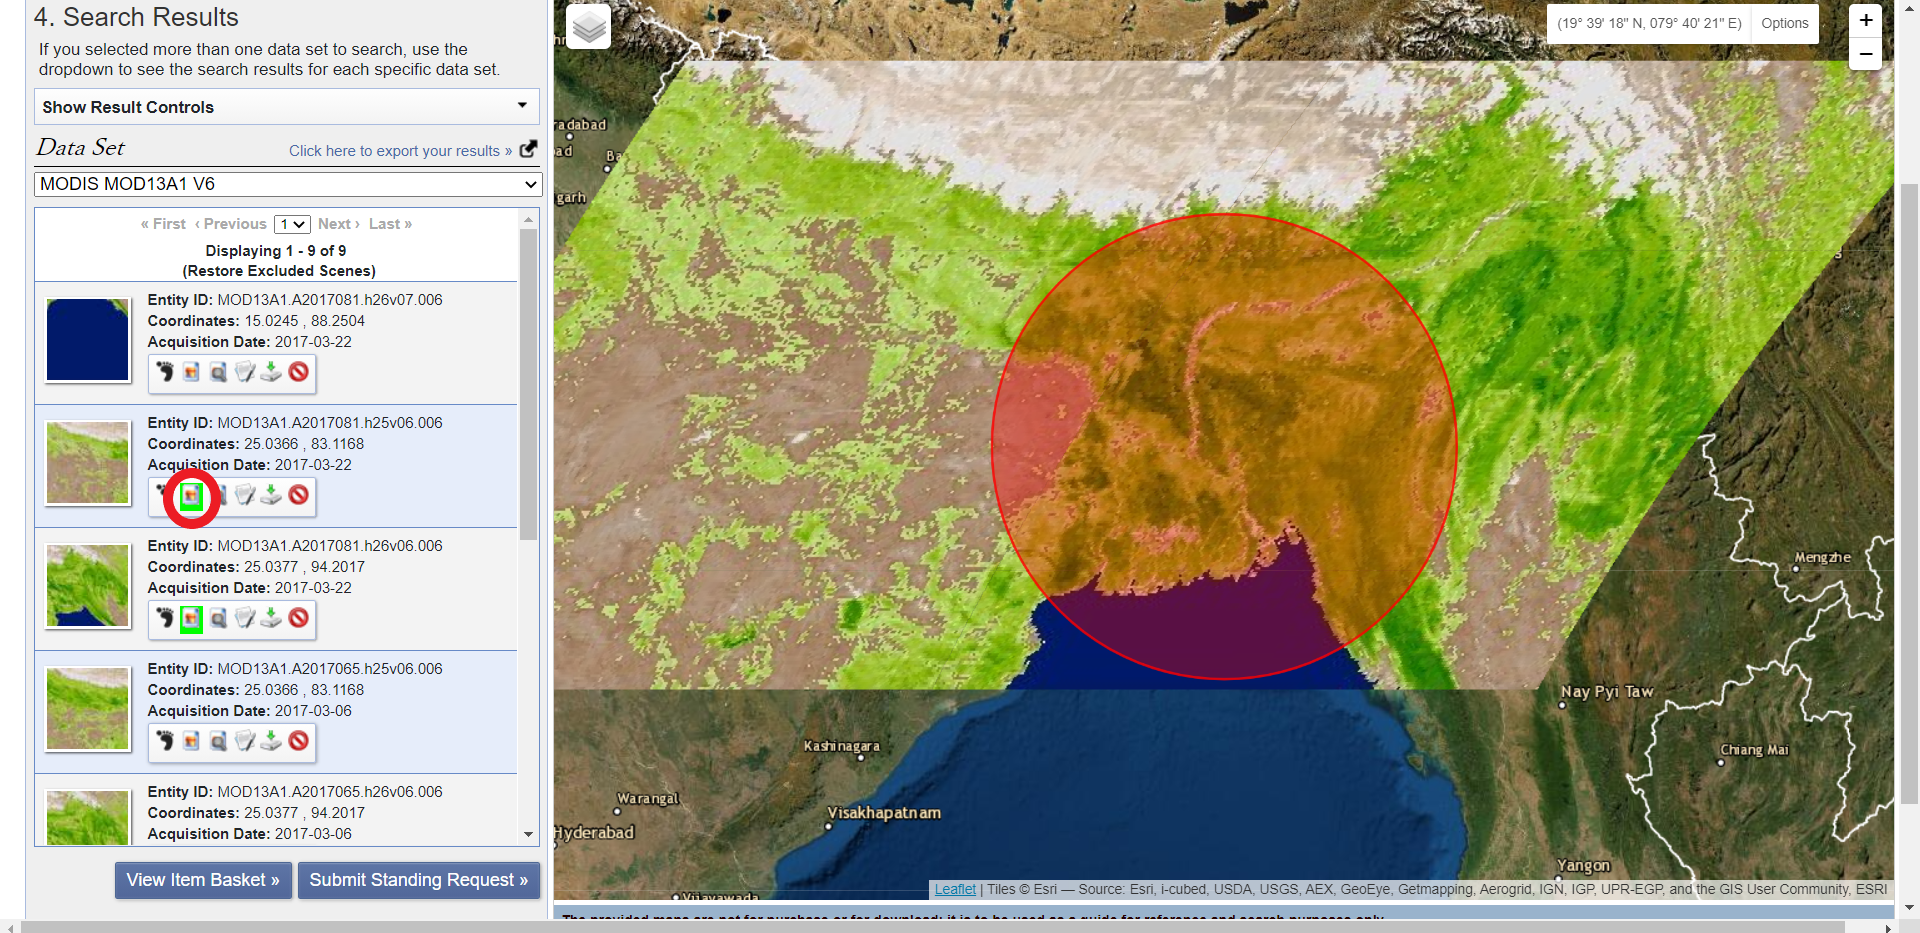 4. Search Results
If you selected more than one data set to search, use the
dropdown to see the search results for each specific data set.
Show Result Controls
Data Set
Click here to export your results »
MODIS MOD13A1 V6
« First ‹ Previous 1 Next › Last »
Displaying 1 - 9 of 9
(Restore Excluded Scenes)
Entity ID: MOD13A1.A2017081.h26v07.006
Coordinates: 15.0245 , 88.2504
Acquisition Date: 2017-03-22
Entity ID: MOD13A1.A2017081.h25v06.006
Coordinates: 25.0366 , 83.1168
Acquisition Date: 2017-03-22
Entity ID: MOD13A1.A2017081.h26v06.006
Coordinates: 25.0377 , 94.2017
Acquisition Date: 2017-03-22
Entity ID: MOD13A1.A2017065.h25v06.006
Coordinates: 25.0366 , 83.1168
Acquisition Date: 2017-03-06
Entity ID: MOD13A1.A2017065.h26v06.006
Coordinates: 25.0377 , 94.2017
Acquisition Date: 2017-03-06
View Item Basket »
Submit Standing Request »
(19° 39' 18" N, 079° 40' 21" E)
Options
+
−
radabad
ad
Ba
garh
Mengzhe
Nay Pyi Taw
Kashinagara
Chiang Mai
Warangal
Visakhapatnam
Hyderabad
Yangon
Vijayawada
Leaflet | Tiles © Esri — Source: Esri, i-cubed, USDA, USGS, AEX, GeoEye, Getmapping, Aerogrid, IGN, IGP, UPR-EGP, and the GIS User Community, ESRI
The provided maps are not for purchase or for download; it is to be used as a guide for reference and search purposes only.